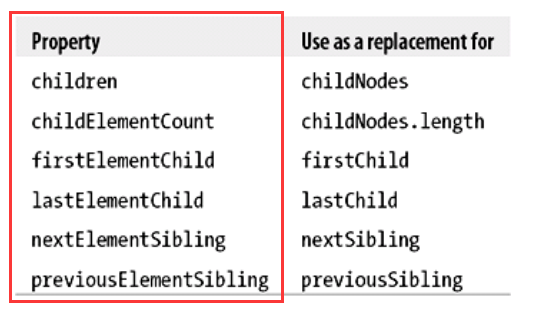 Property Use as a replacement for
children childNodes
childElementCount childNodes.length
firstElementChild firstChild
lastElementChild lastChild
nextElementSibling nextSibling
previousElementSibling previousSibling